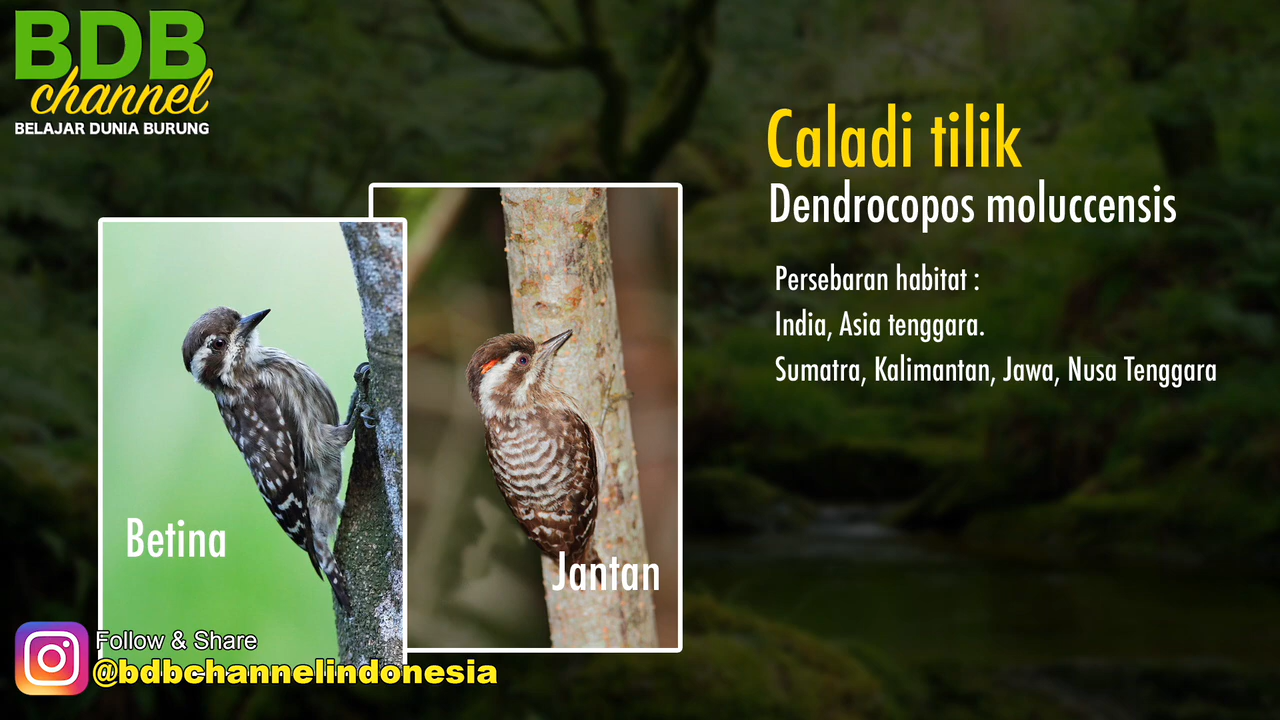 BDB
channel
BELAJAR DUNIA BURUNG
Caladi tilik
Dendrocopos moluccensis
Persebaran habitat :
India, Asia tenggara.
Sumatra, Kalimantan, Jawa, Nusa Tenggara
Betina
Jantan
Follow & Share
@bdbchannelindonesia